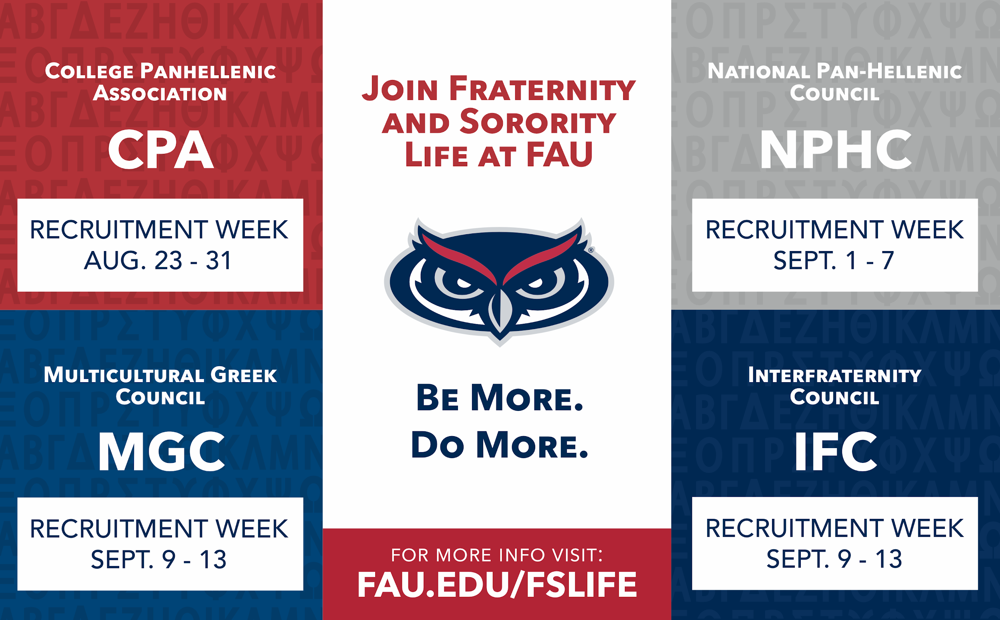 College Panhellenic
Association
CPA
RECRUITMENT WEEK
AUG. 23 - 31
Multicultural Greek
Council
MGC
RECRUITMENT WEEK
SEPT. 9 - 13
Join Fraternity
and Sorority
Life at FAU
®
Be More.
Do More.
FOR MORE INFO VISIT:
FAU.EDU/FSLIFE
National Pan-Hellenic
Council
NPHC
RECRUITMENT WEEK
SEPT. 1 - 7
Interfraternity
Council
IFC
RECRUITMENT WEEK
SEPT. 9 - 13